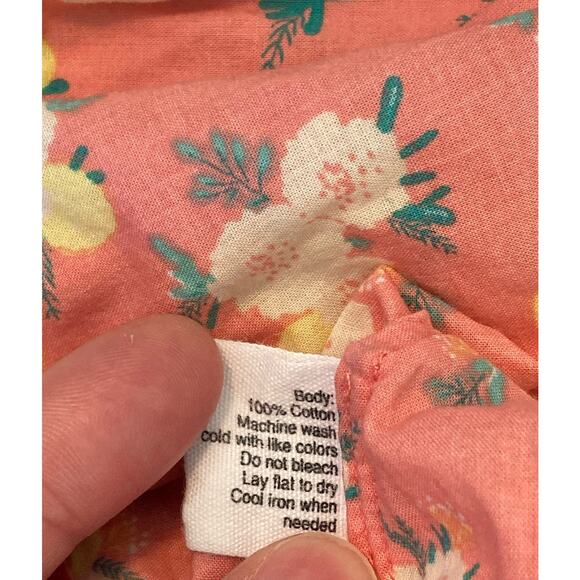 Body:
100% Cotton
Machine wash
cold with like colors
Do not bleach
Lay flat to dry
Cool iron when
needed